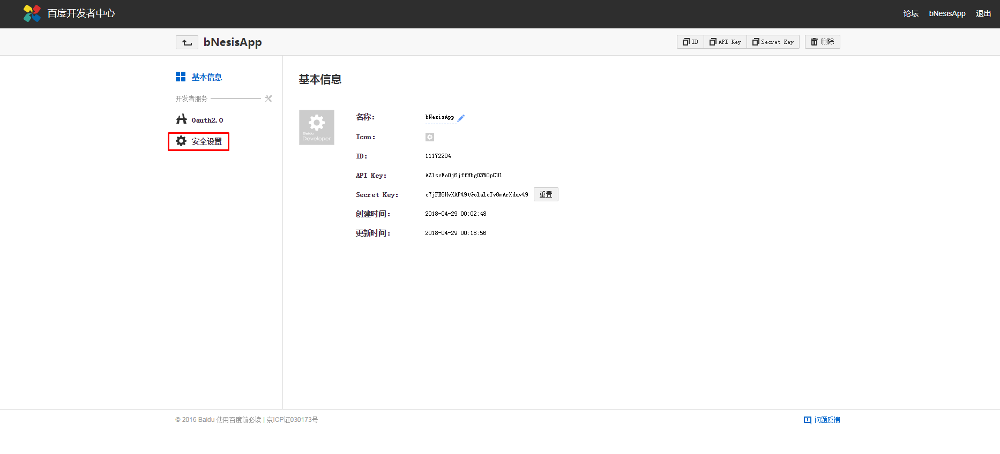 百度开发者中心
论坛 bNesisApp 退出
bNesisApp
ID API Key Secret Key 删除
基本信息
开发者服务
Oauth2.0
安全设置
基本信息
Baidu
Developer
名称: bNesisApp
Icon:
ID: 11172204
API Key: AZ1scFa0j6jffHbg03W0pCU1
Secret Key: c7jFE6HvXAP49tGolalcTv8mArXduv49 重置
创建时间: 2018-04-29 00:02:48
更新时间: 2018-04-29 00:18:56
© 2016 Baidu 使用百度前必读 | 京ICP证030173号
问题反馈